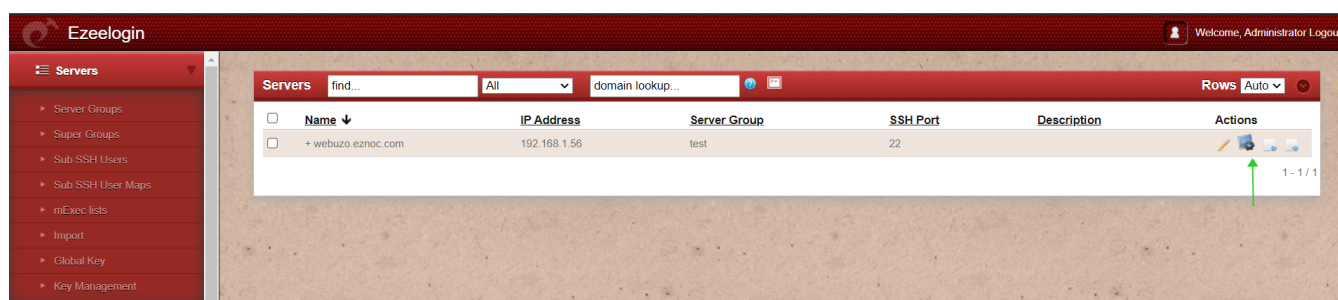 Ezeelogin
Welcome, Administrator Logou
Servers
Server Groups
Super Groups
Sub SSH Users
Sub SSH User Maps
mExec lists
Import
Global Key
Key Management
Servers find... All domain lookup... Rows Auto
Name ↓ IP Address Server Group SSH Port Description Actions
+ webuzo.eznoc.com 192.168.1.56 test 22
1 - 1 / 1